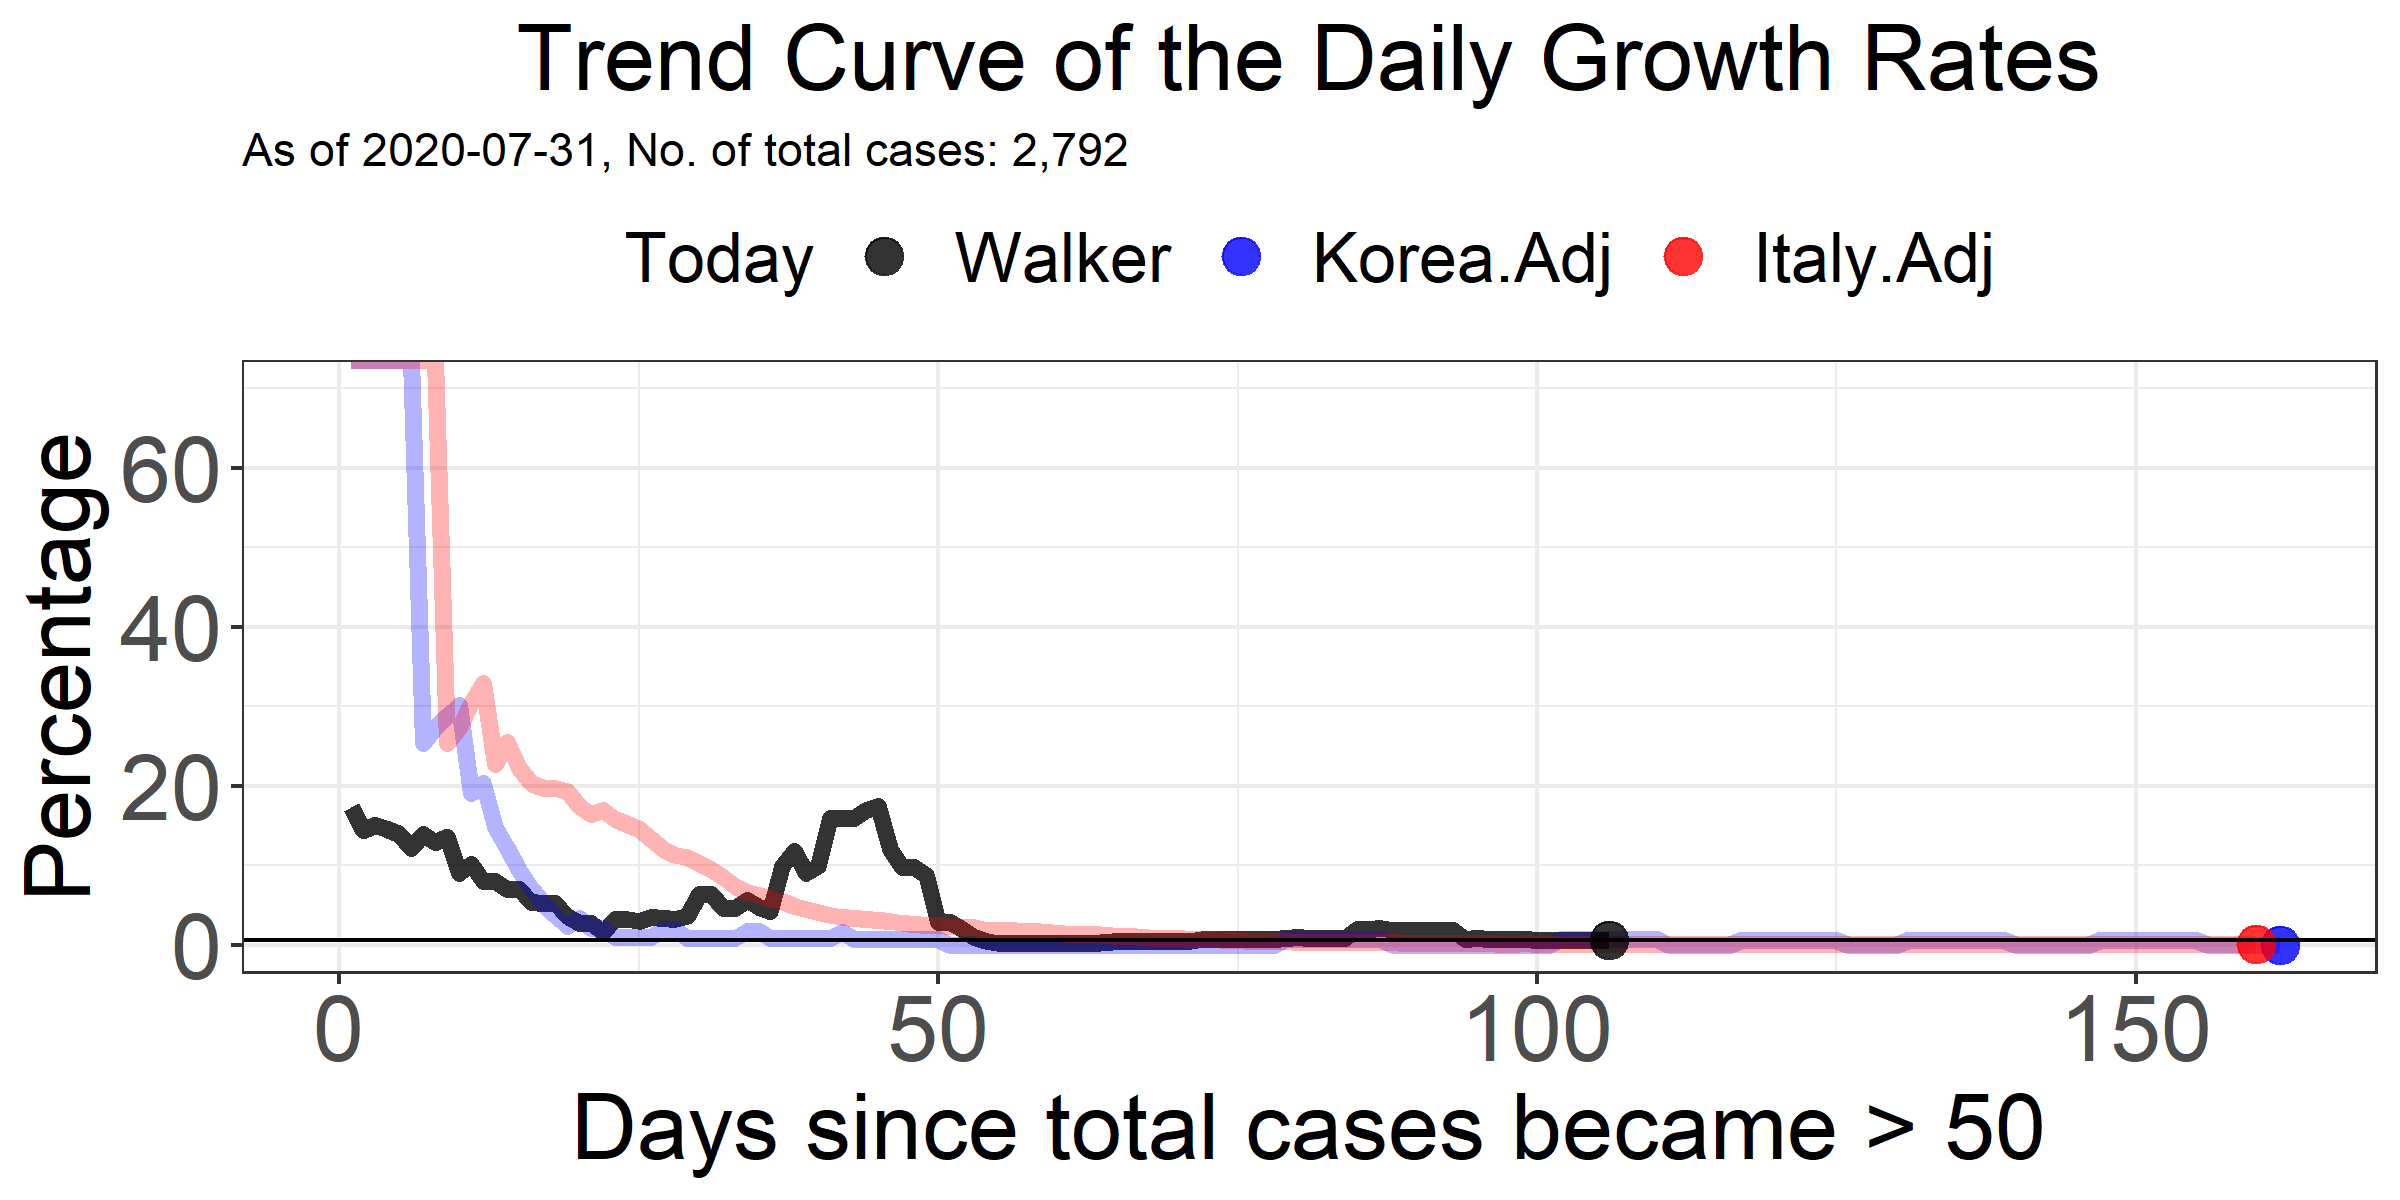 Trend Curve of the Daily Growth Rates
As of 2020-07-31, No. of total cases: 2,792
Today Walker Korea.Adj Italy.Adj
Percentage
60
40
20
0
0 50 100 150
Days since total cases became > 50